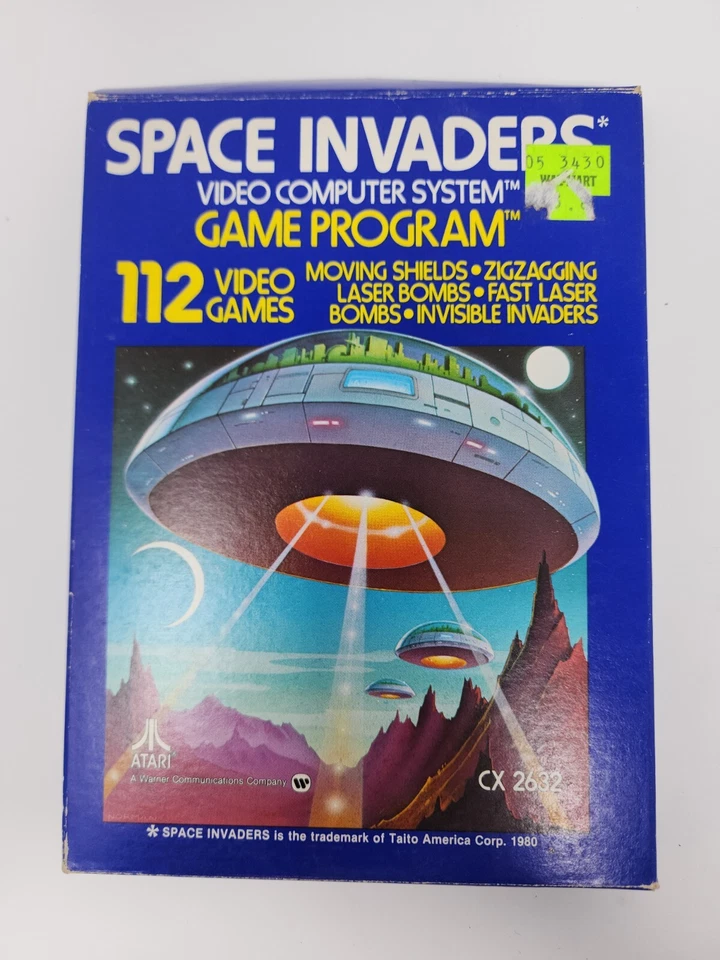 SPACE INVADERS*
05 3430
VIDEO COMPUTER SYSTEM™
GAME PROGRAM™
112 VIDEO GAMES
MOVING SHIELDS • ZIGZAGGING
LASER BOMBS • FAST LASER
BOMBS • INVISIBLE INVADERS
ATARI®
A Warner Communications Company
CX 2632
* SPACE INVADERS is the trademark of Taito America Corp. 1980